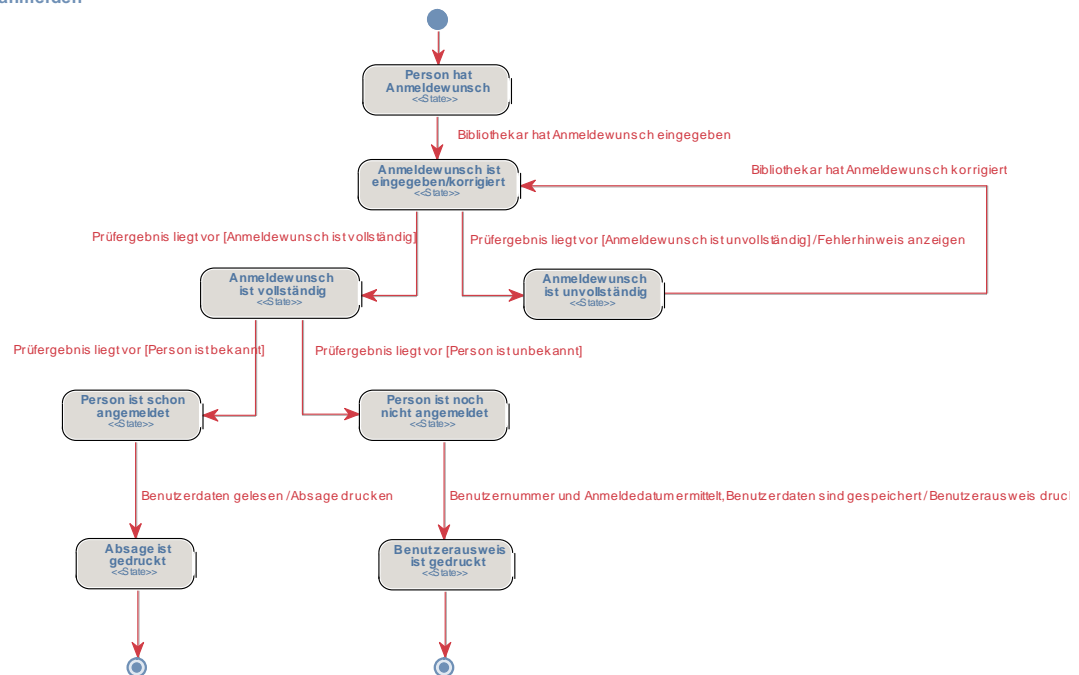 anmelden
Person hat
Anmeldewunsch
<<State>>
Bibliothekar hat Anmeldewunsch eingegeben
Anmeldewunsch ist
eingegeben/korrigiert
<<State>>
Bibliothekar hat Anmeldewunsch korrigiert
Prüfergebnis liegt vor [Anmeldewunsch ist vollständig]
Prüfergebnis liegt vor [Anmeldewunsch ist unvollständig] /Fehlerhinweis anzeigen
Anmeldewunsch
ist vollständig
<<State>>
Anmeldewunsch
ist unvollständig
<<State>>
Prüfergebnis liegt vor [Person ist bekannt]
Prüfergebnis liegt vor [Person ist unbekannt]
Person ist schon
angemeldet
<<State>>
Person ist noch
nicht angemeldet
<<State>>
Benutzerdaten gelesen /Absage drucken
Benutzernummer und Anmeldedatum ermittelt, Benutzerdaten sind gespeichert / Benutzerausweis druc
Absage ist
gedruckt
<<State>>
Benutzerausweis
ist gedruckt
<<State>>